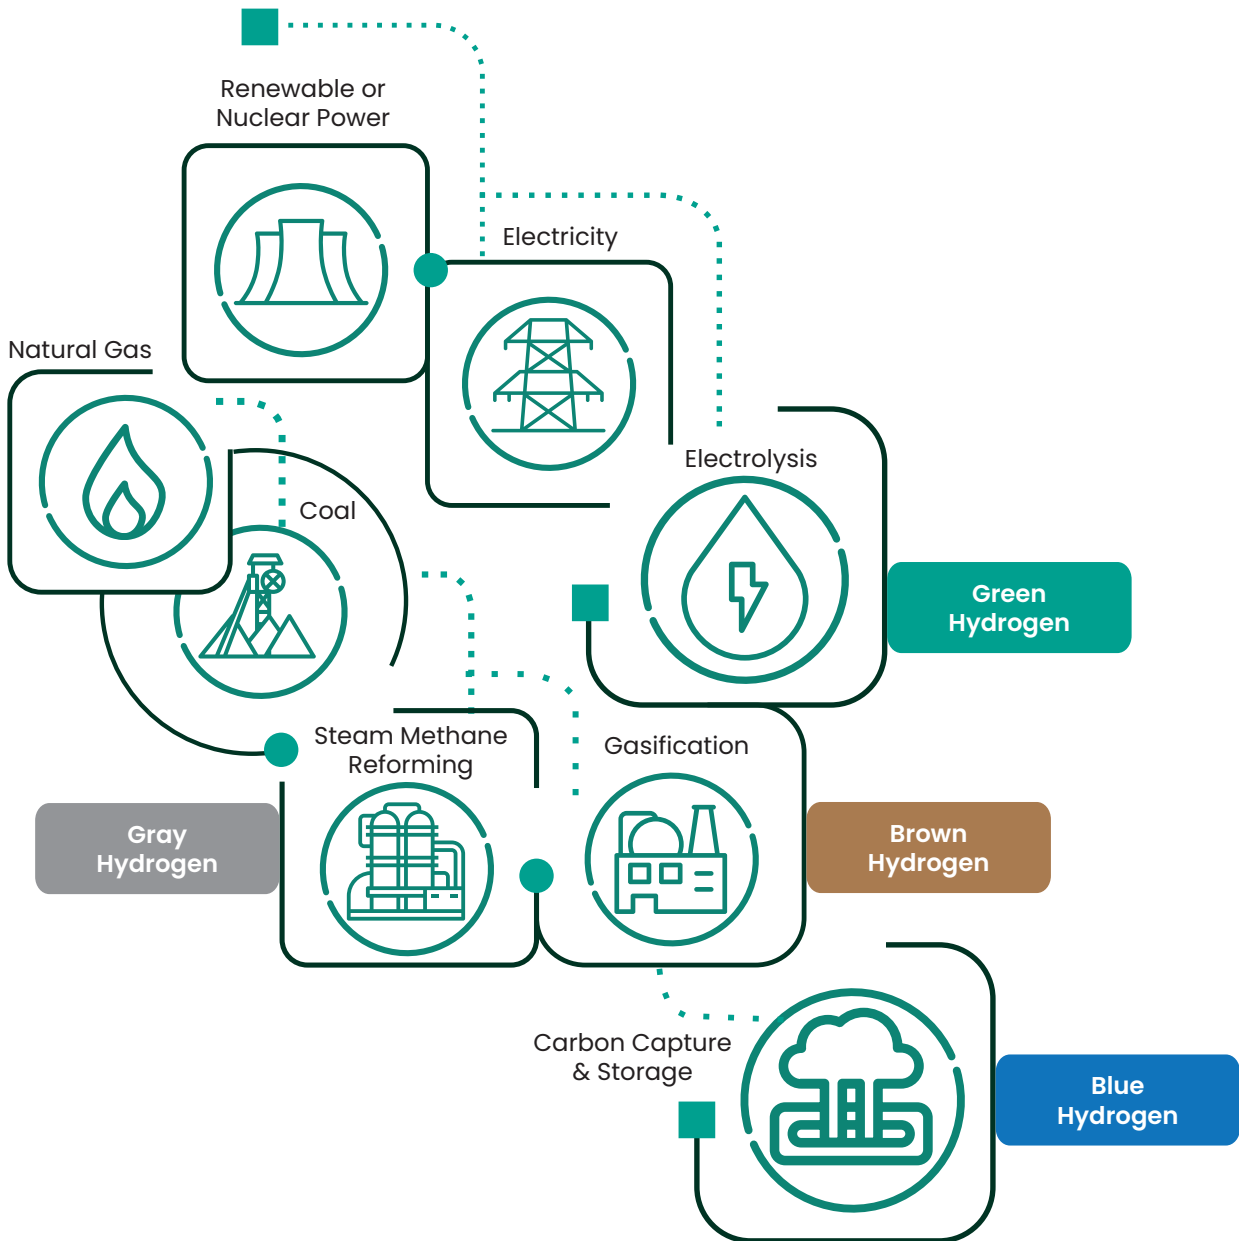 Renewable or
Nuclear Power
Electricity
Natural Gas
Electrolysis
Coal
Green
Hydrogen
Steam Methane
Reforming
Gasification
Gray
Hydrogen
Brown
Hydrogen
Carbon Capture
& Storage
Blue
Hydrogen